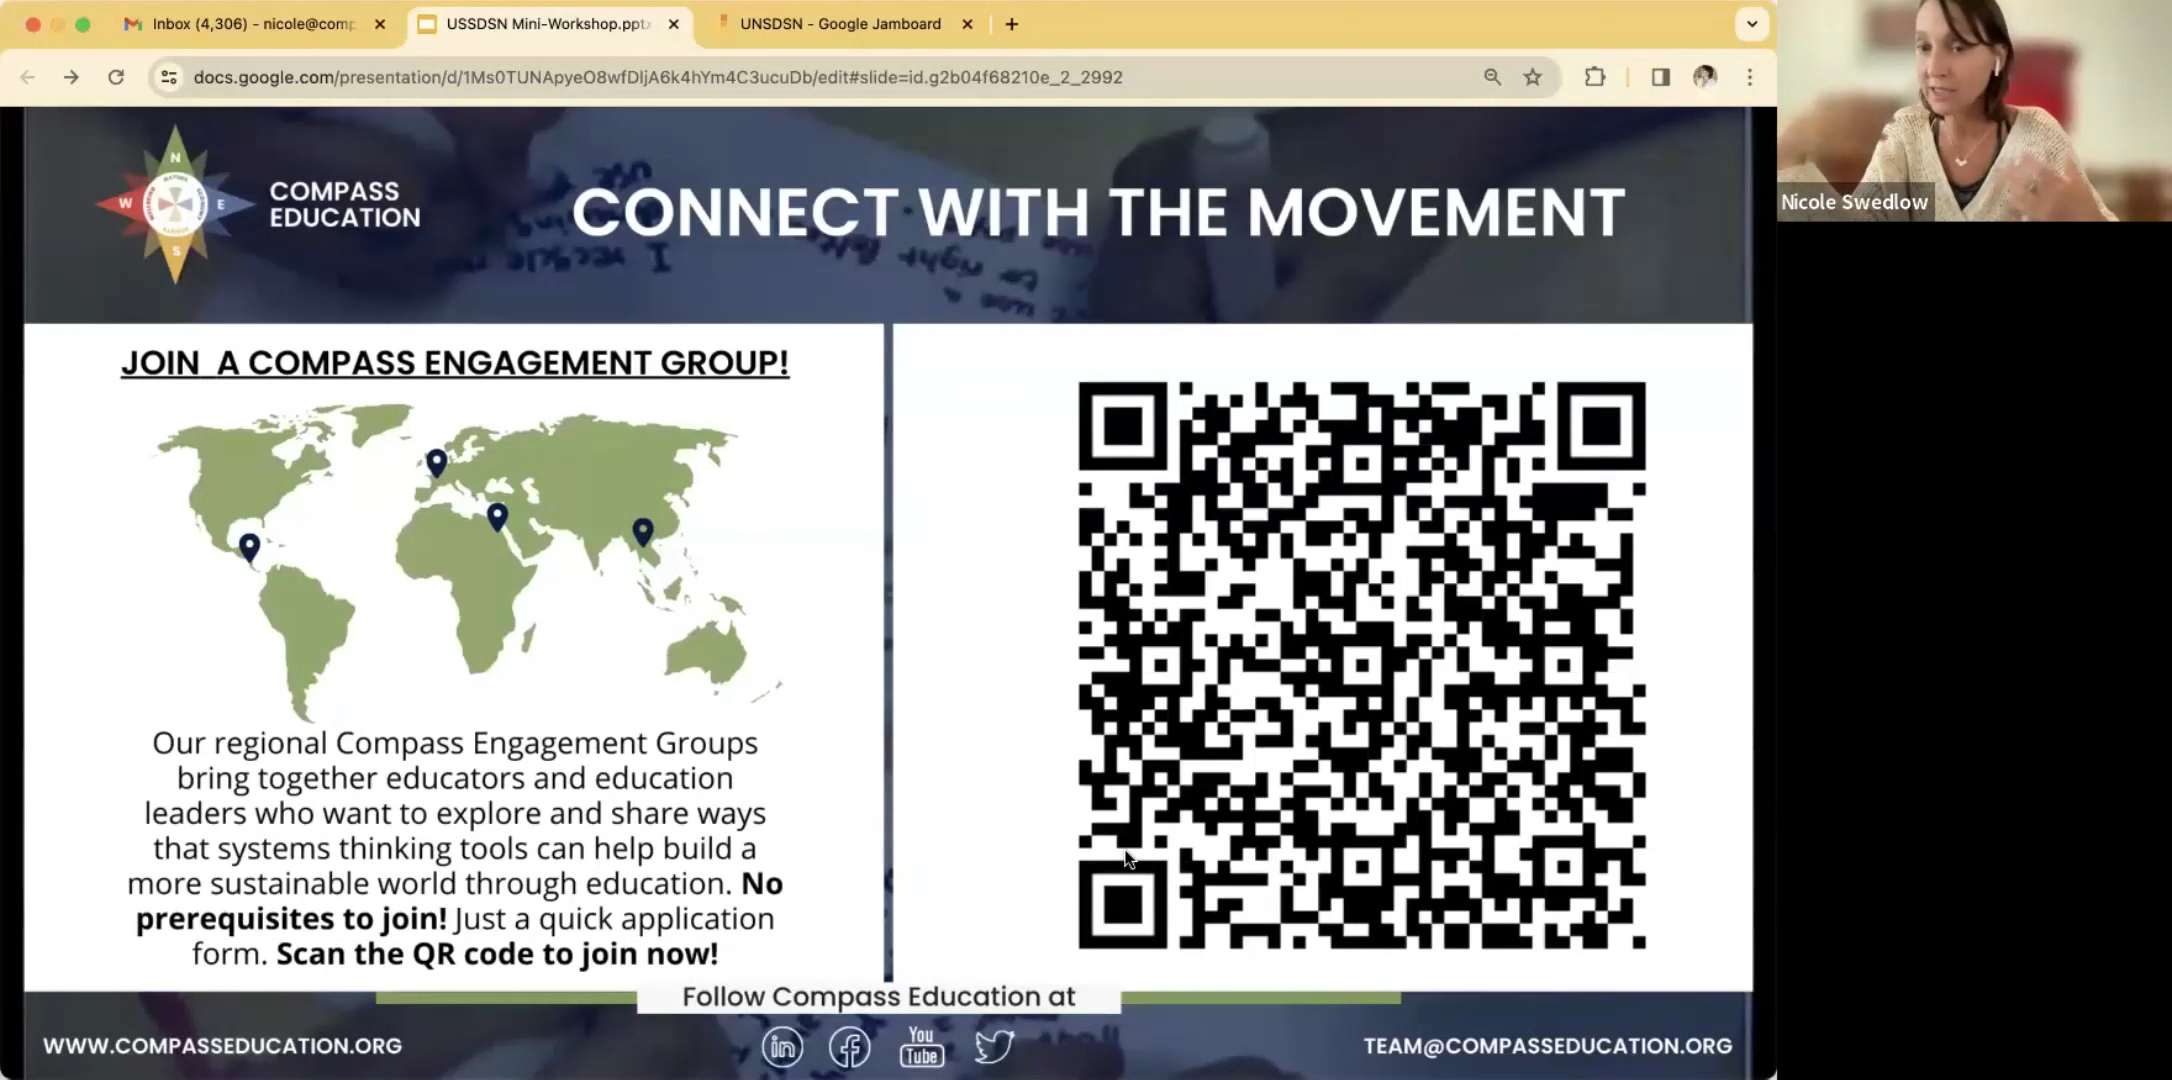 Inbox (4,306) - nicole@comp
USSDSN Mini-Workshop.pptx
UNSDSN - Google Jamboard
docs.google.com/presentation/d/1Ms0TUNApyeO8wfDljA6k4hYm4C3ucuDb/edit#slide=id.g2b04f68210e_2_2992
N
W E
S
COMPASS
EDUCATION
CONNECT WITH THE MOVEMENT
I recycle
to right
use a
Nicole Swedlow
JOIN A COMPASS ENGAGEMENT GROUP!
Our regional Compass Engagement Groups
bring together educators and education
leaders who want to explore and share ways
that systems thinking tools can help build a
more sustainable world through education. No
prerequisites to join! Just a quick application
form. Scan the QR code to join now!
Follow Compass Education at
WWW.COMPASSEDUCATION.ORG
in
f
You
Tube
TEAM@COMPASSEDUCATION.ORG